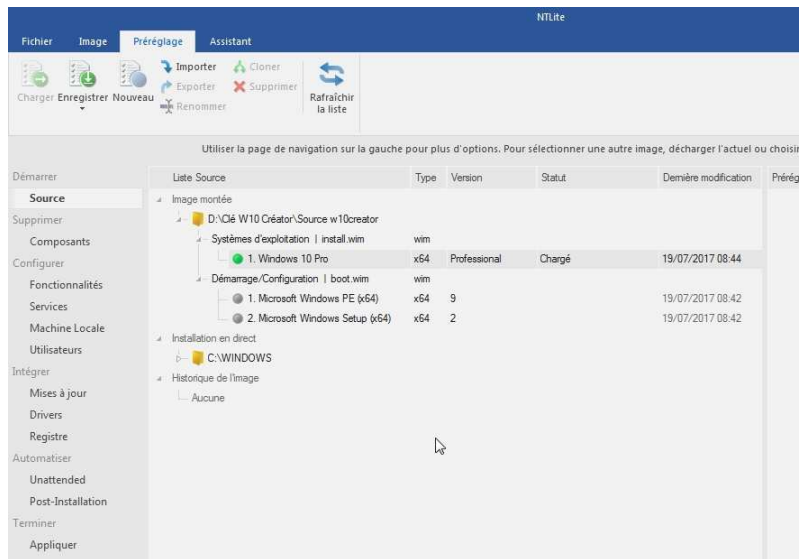 NTLite
Fichier Image Préréglage Assistant
Charger Enregistrer Nouveau
Importer
Exporter
Renommer
Cloner
Supprimer
Rafraîchir
la liste
Utiliser la page de navigation sur la gauche pour plus d'options. Pour sélectionner une autre image, décharger l'actuel ou choisir
Démarrer
Source
Supprimer
Composants
Configurer
Fonctionnalités
Services
Machine Locale
Utilisateurs
Intégrer
Mises à jour
Drivers
Registre
Automatiser
Unattended
Post-Installation
Terminer
Appliquer
Liste Source Type Version Statut Dernière modification Prérég
Image montée
D:\Clé W10 Créator\Source w10creator
Systèmes d'exploitation | install.wim wim
1. Windows 10 Pro x64 Professional Chargé 19/07/2017 08:44
Démarrage/Configuration | boot.wim wim
1. Microsoft Windows PE (x64) x64 9 19/07/2017 08:42
2. Microsoft Windows Setup (x64) x64 2 19/07/2017 08:42
Installation en direct
C:\WINDOWS
Historique de l'image
Aucune